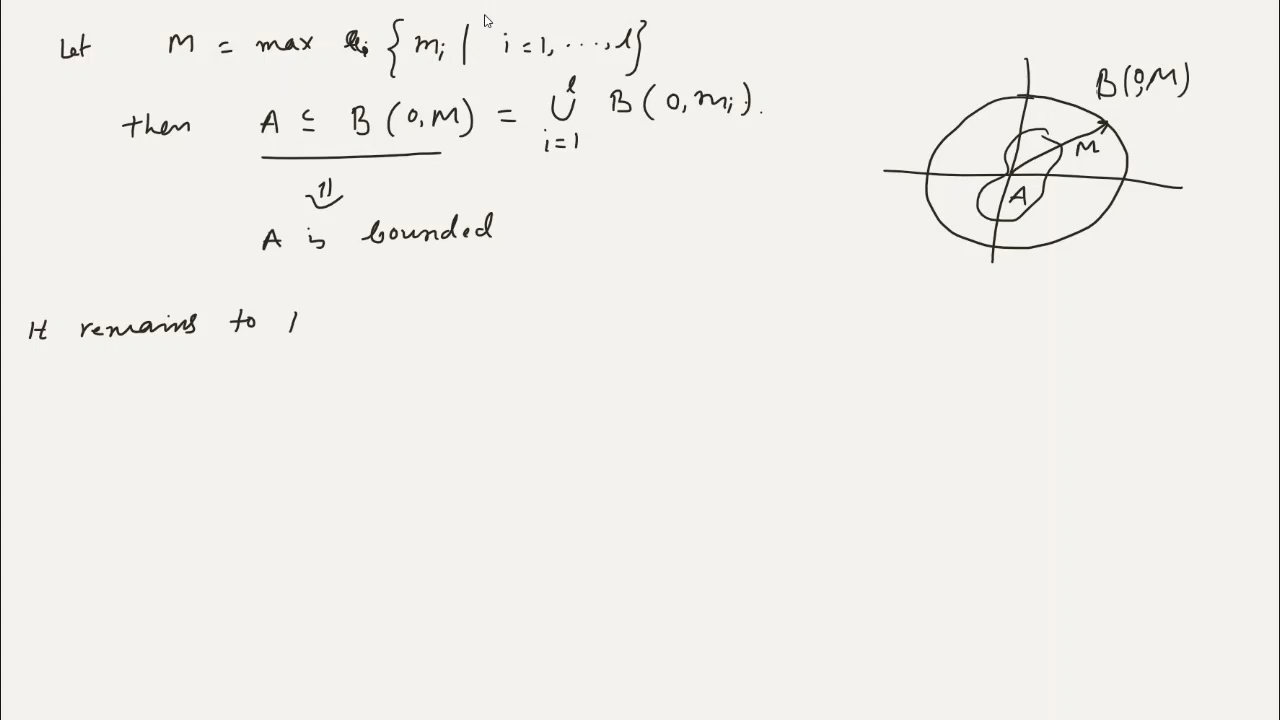 Let M = max { m_i | i = 1, ..., l }
then A ⊆ B (0, M) = ∪_{i=1}^{l} B ( 0, m_i ).
⇓
A is bounded
B(0,M)
M
A
It remains to